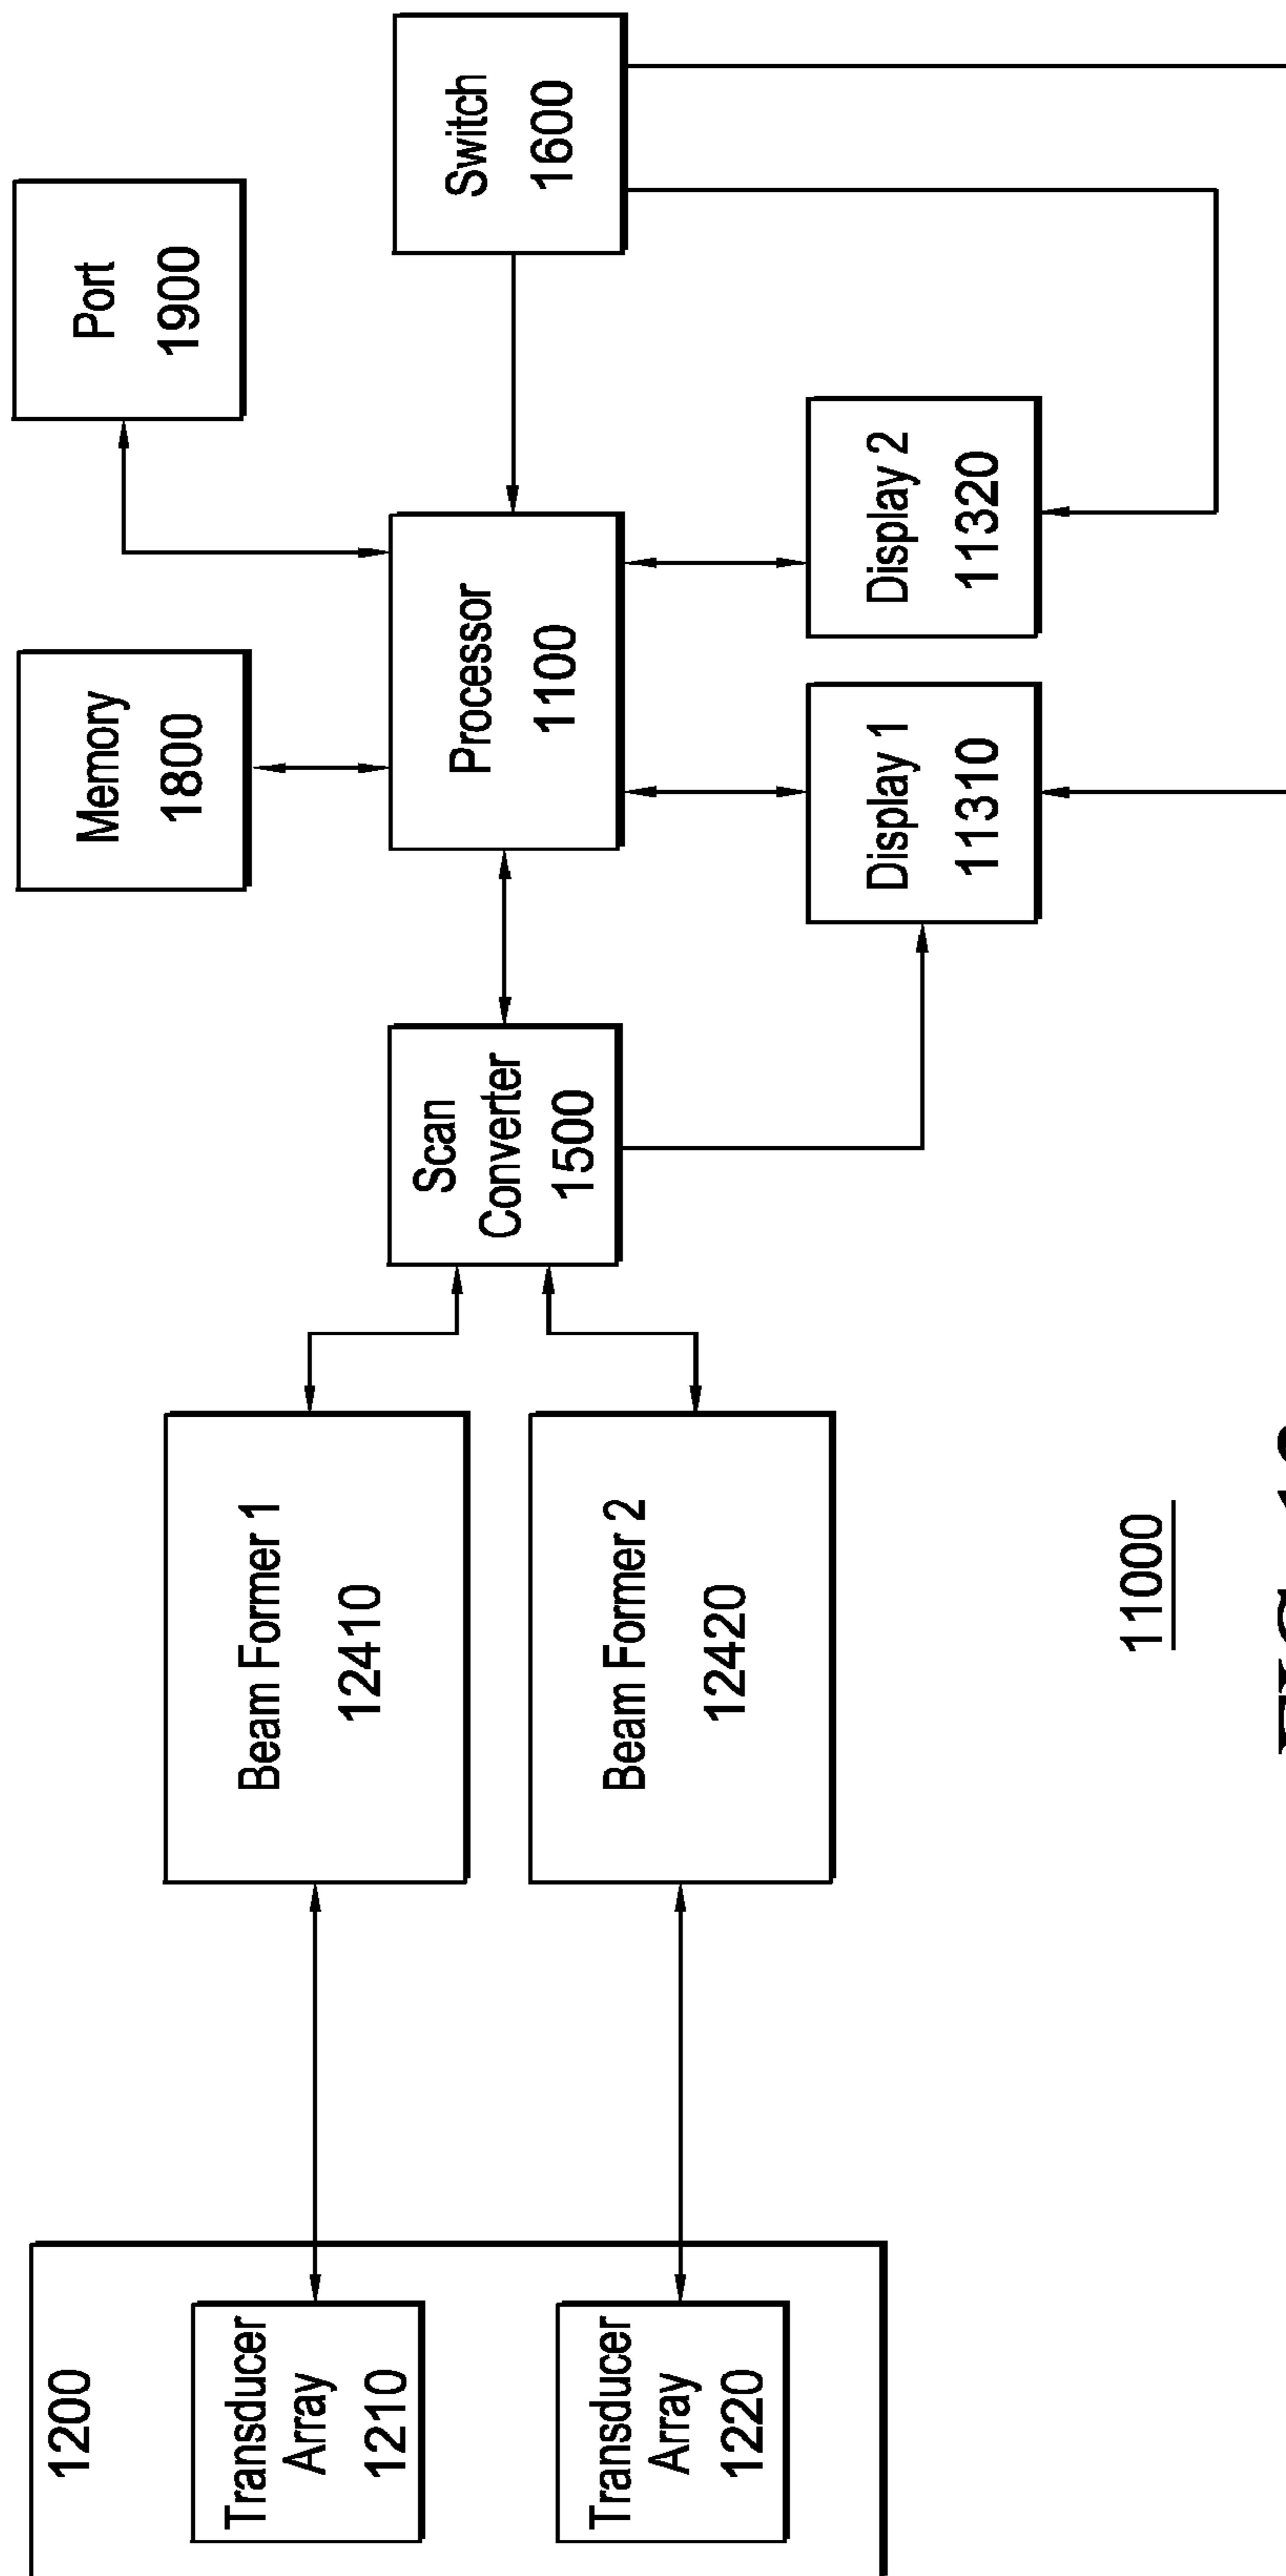 1200
Transducer
Array
1210
Transducer
Array
1220
Beam Former 1
12410
Beam Former 2
12420
Scan
Converter
1500
Memory
1800
Port
1900
Processor
1100
Switch
1600
Display 1
11310
Display 2
11320
11000